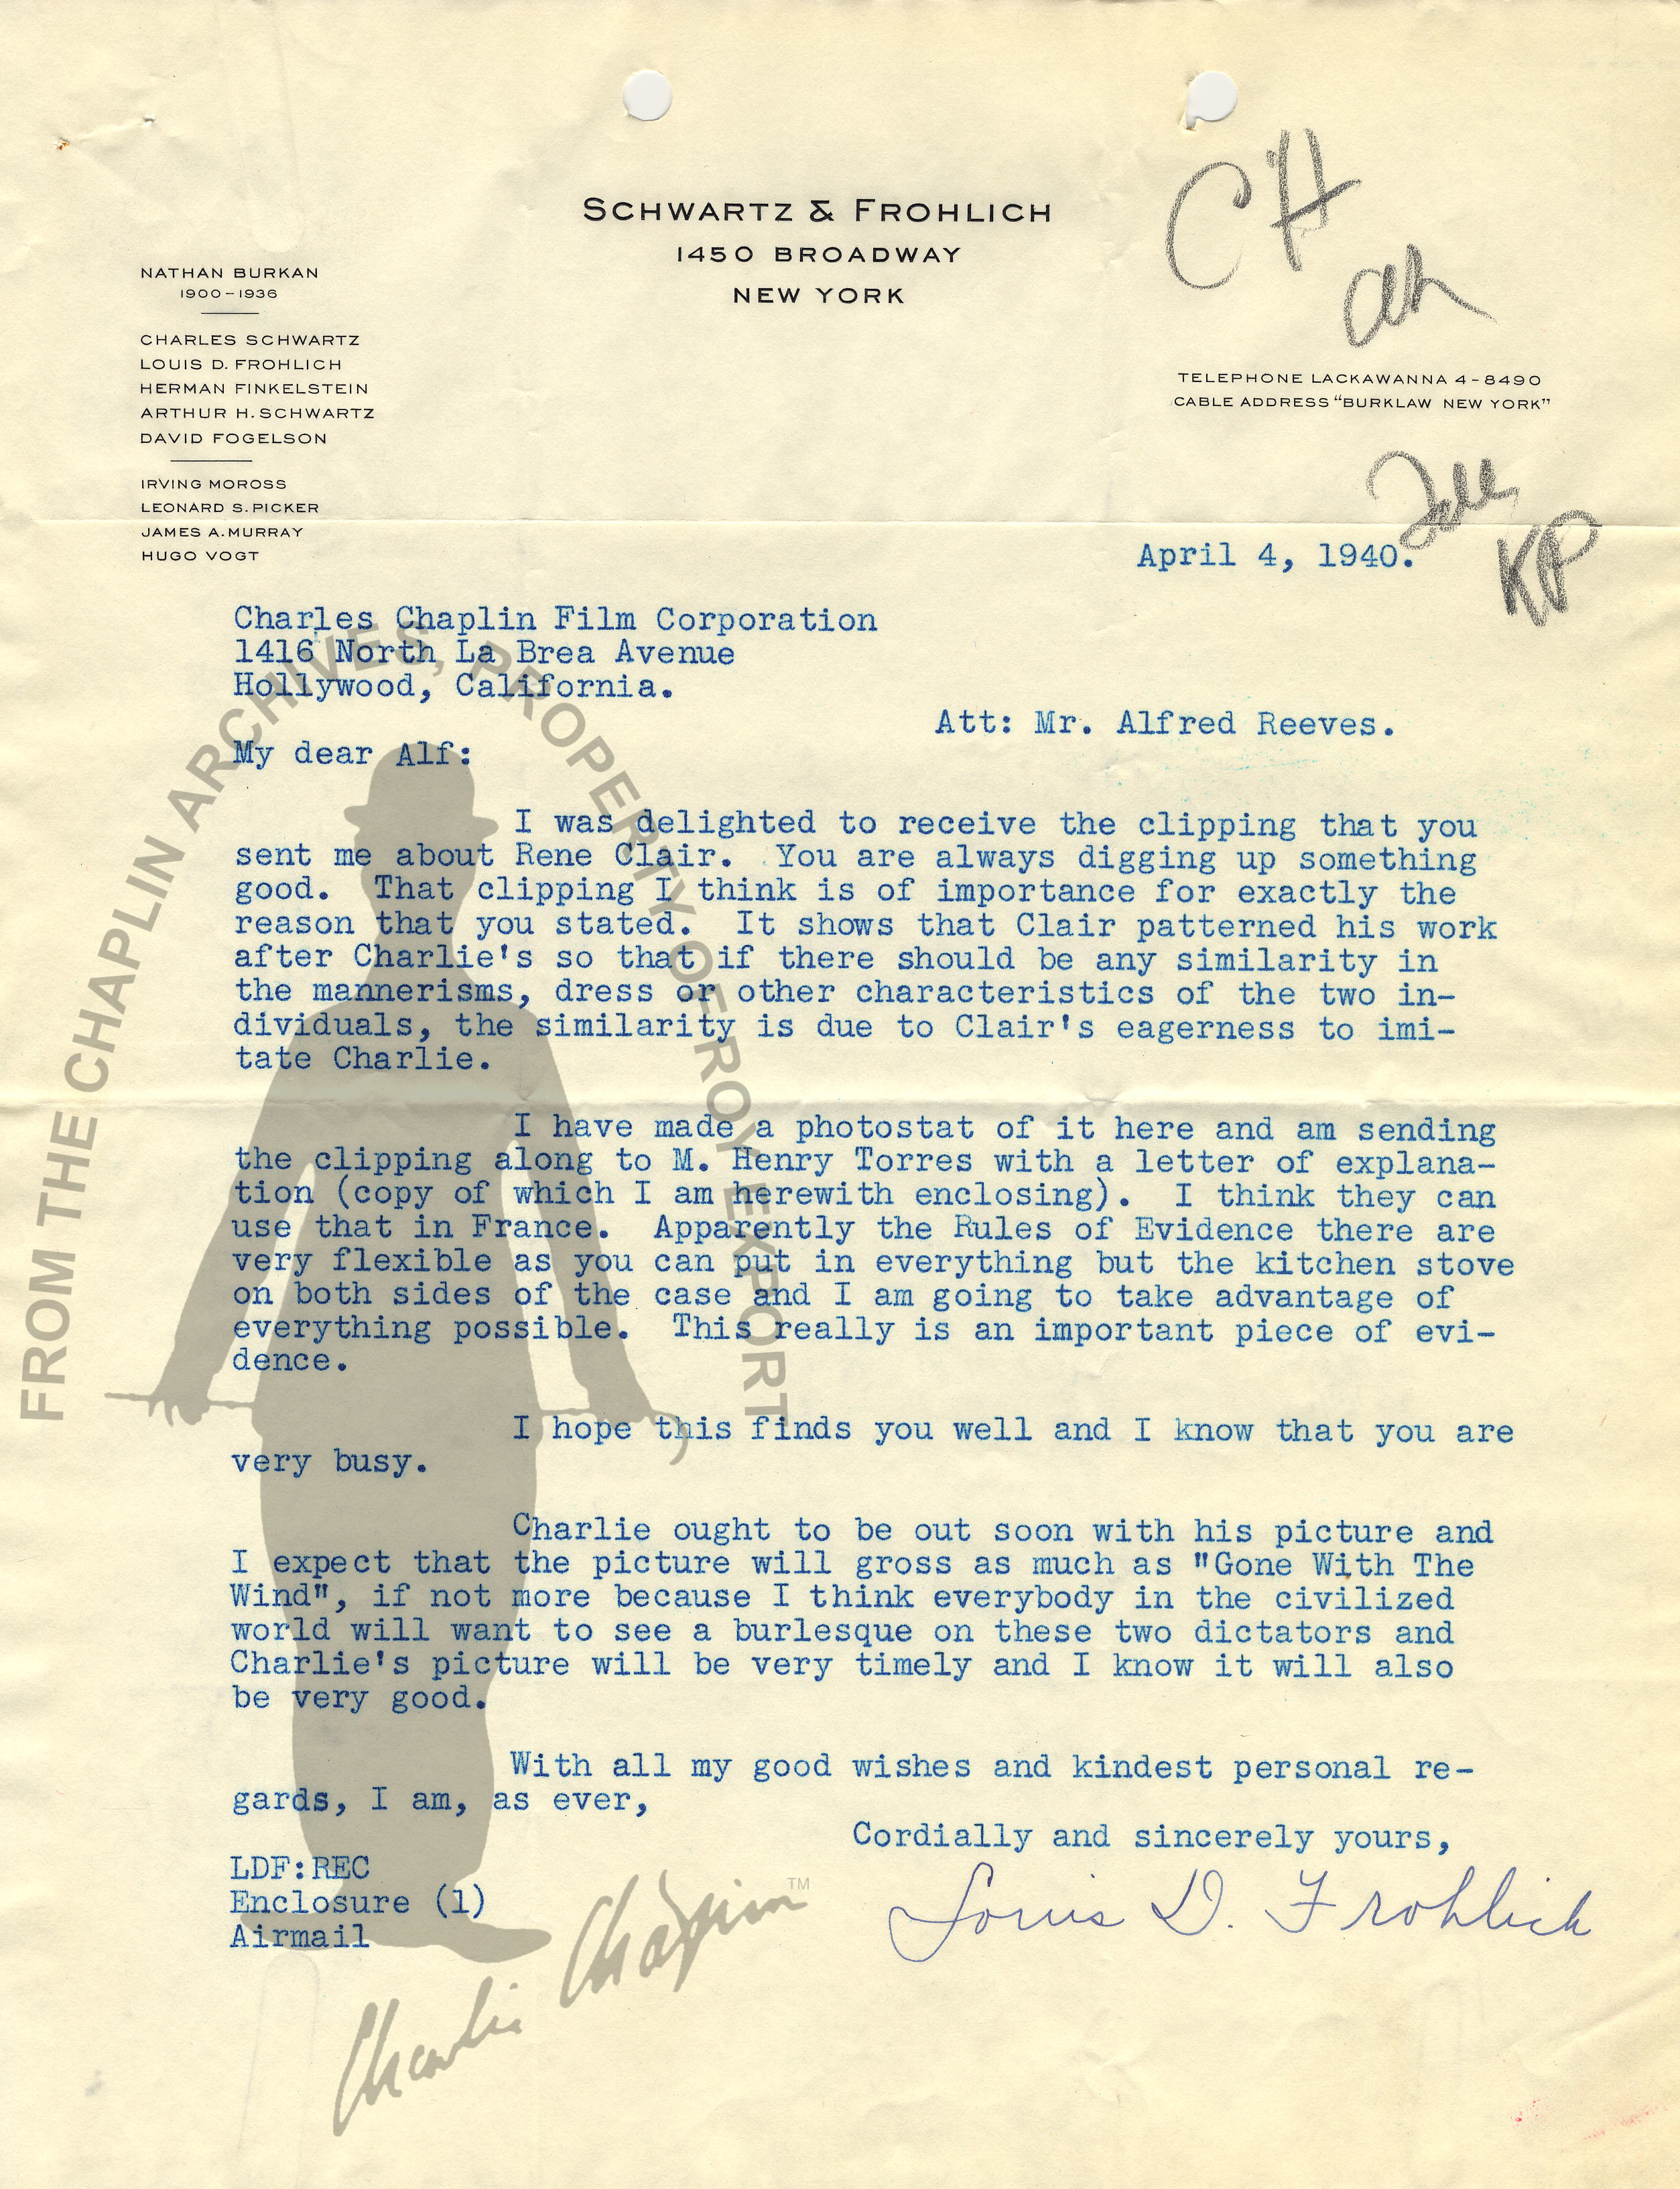 SCHWARTZ & FROHLICH
1450 BROADWAY
NEW YORK
NATHAN BURKAN
1900-1936
CHARLES SCHWARTZ
LOUIS D. FROHLICH
HERMAN FINKELSTEIN
ARTHUR H. SCHWARTZ
DAVID FOGELSON
IRVING MOROSS
LEONARD S. PICKER
JAMES A. MURRAY
HUGO VOGT
CH
TELEPHONE LACKAWANNA 4-8490
CABLE ADDRESS "BURKLAW NEW YORK"
KP
April 4, 1940.
Charles Chaplin Film Corporation
1416 North La Brea Avenue
Hollywood, California.
Att: Mr. Alfred Reeves.
My dear Alf:
I was delighted to receive the clipping that you
sent me about Rene Clair. You are always digging up something
good. That clipping I think is of importance for exactly the
reason that you stated. It shows that Clair patterned his work
after Charlie's so that if there should be any similarity in
the mannerisms, dress or other characteristics of the two in-
dividuals, the similarity is due to Clair's eagerness to imi-
tate Charlie.
I have made a photostat of it here and am sending
the clipping along to M. Henry Torres with a letter of explana-
tion (copy of which I am herewith enclosing). I think they can
use that in France. Apparently the Rules of Evidence there are
very flexible as you can put in everything but the kitchen stove
on both sides of the case and I am going to take advantage of
everything possible. This really is an important piece of evi-
dence.
I hope this finds you well and I know that you are
very busy.
Charlie ought to be out soon with his picture and
I expect that the picture will gross as much as "Gone With The
Wind", if not more because I think everybody in the civilized
world will want to see a burlesque on these two dictators and
Charlie's picture will be very timely and I know it will also
be very good.
With all my good wishes and kindest personal re-
gards, I am, as ever,
Cordially and sincerely yours,
Louis D. Frohlich
LDF:REC
Enclosure (1)
Airmail
FROM THE CHAPLIN ARCHIVES, PROPERTY OF ROY EXPORT
Charlie Chaplin TM